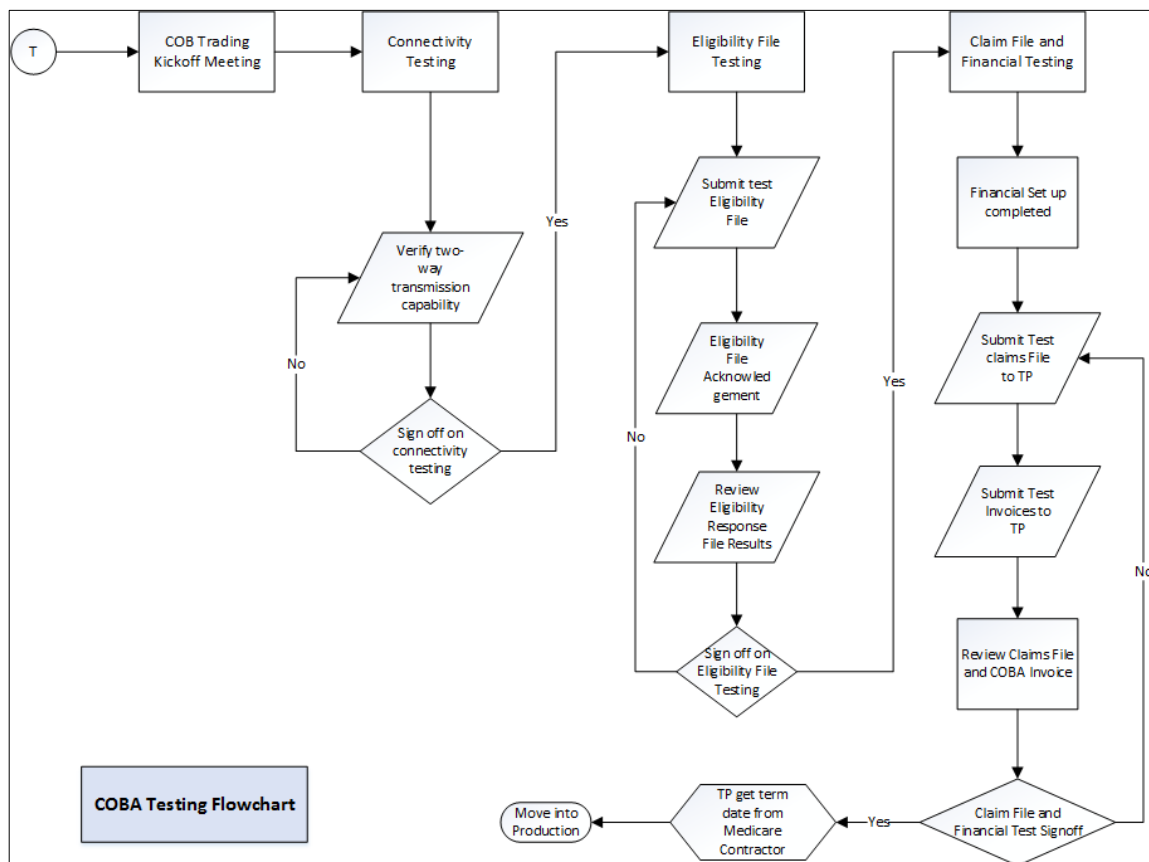 T
COB Trading
Kickoff Meeting
Connectivity
Testing
Verify two-
way
transmission
capability
No
Sign off on
connectivity
testing
Yes
Eligibility File
Testing
Submit test
Eligibility
File
Eligibility
File
Acknowled
gement
Review
Eligibility
Response
File Results
No
Sign off on
Eligibility File
Testing
Yes
Claim File and
Financial Testing
Financial Set up
completed
Submit Test
claims File
to TP
Submit Test
Invoices to
TP
Review Claims File
and COBA Invoice
No
Claim File and
Financial Test Signoff
Yes
TP get term
date from
Medicare
Contractor
Move into
Production
COBA Testing Flowchart